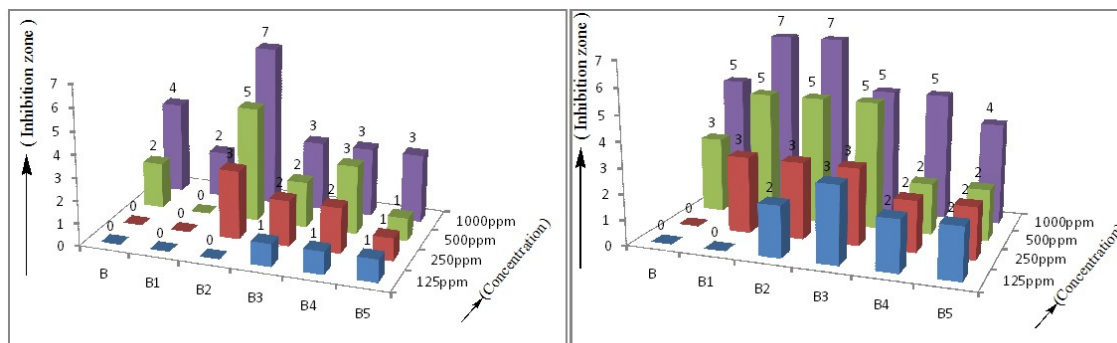 ( Inhibition zone )
7
6
5
4
3
2
1
0
4 2 7 3 3 3
2 0 5 2 3 1
0 0 3 2 2 1
0 0 0 1 1 1
B B1 B2 B3 B4 B5
1000ppm
500ppm
250ppm
125ppm
(Concentration)
( Inhibition zone )
7
6
5
4
3
2
1
0
5 7 7 5 5 4
3 5 5 5 2 2
0 3 3 3 2 2
0 0 2 3 2 2
B B1 B2 B3 B4 B5
1000ppm
500ppm
250ppm
125ppm
(Concentration)